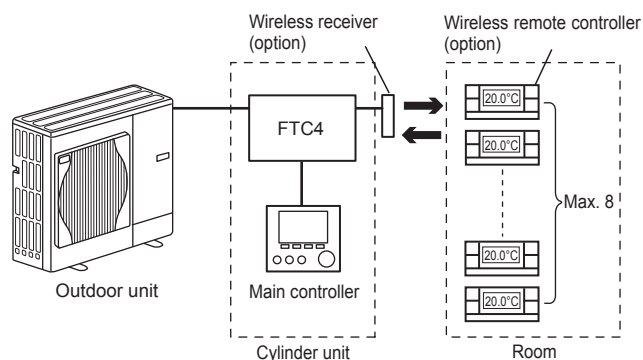 Wireless receiver
(option)
Wireless remote controller
(option)
20.0°C
FTC4
20.0°C
Max. 8
20.0°C
20.0°C
Outdoor unit
Main controller
Cylinder unit
Room